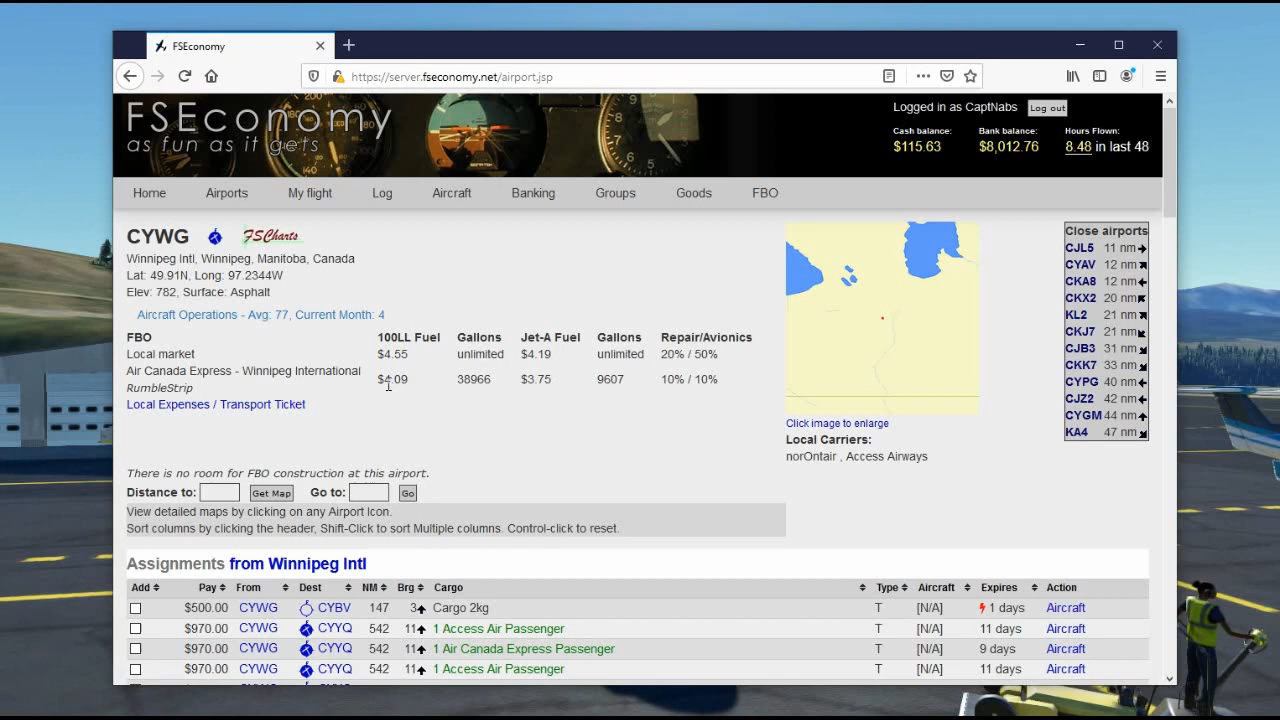 FSEconomy
https://server.fseconomy.net/airport.jsp
FSEconomy
as fun as it gets
Logged in as CaptNabs Log out
Cash balance: Bank balance: Hours Flown:
$115.63 $8,012.76 8.48 in last 48
Home Airports My flight Log Aircraft Banking Groups Goods FBO
CYWG FSCharts
Winnipeg Intl, Winnipeg, Manitoba, Canada
Lat: 49.91N, Long: 97.2344W
Elev: 782, Surface: Asphalt
Aircraft Operations - Avg: 77, Current Month: 4
FBO 100LL Fuel Gallons Jet-A Fuel Gallons Repair/Avionics
Local market $4.55 unlimited $4.19 unlimited 20% / 50%
Air Canada Express - Winnipeg International
RumbleStrip
$4.09 38966 $3.75 9607 10% / 10%
Local Expenses / Transport Ticket
Click image to enlarge
Local Carriers:
norOntair , Access Airways
Close airports
CJL5 11 nm
CYAV 12 nm
CKA8 12 nm
CKX2 20 nm
KL2 21 nm
CKJ7 21 nm
CJB3 31 nm
CKK7 33 nm
CYPG 40 nm
CJZ2 42 nm
CYGM 44 nm
KA4 47 nm
There is no room for FBO construction at this airport.
Distance to: Get Map Go to: Go
View detailed maps by clicking on any Airport Icon.
Sort columns by clicking the header, Shift-Click to sort Multiple columns. Control-click to reset.
Assignments from Winnipeg Intl
Add Pay From Dest NM Brg Cargo Type Aircraft Expires Action
$500.00 CYWG CYBV 147 3 Cargo 2kg T [N/A] 1 days Aircraft
$970.00 CYWG CYYQ 542 11 1 Access Air Passenger T [N/A] 11 days Aircraft
$970.00 CYWG CYYQ 542 11 1 Air Canada Express Passenger T [N/A] 9 days Aircraft
$970.00 CYWG CYYQ 542 11 1 Access Air Passenger T [N/A] 11 days Aircraft